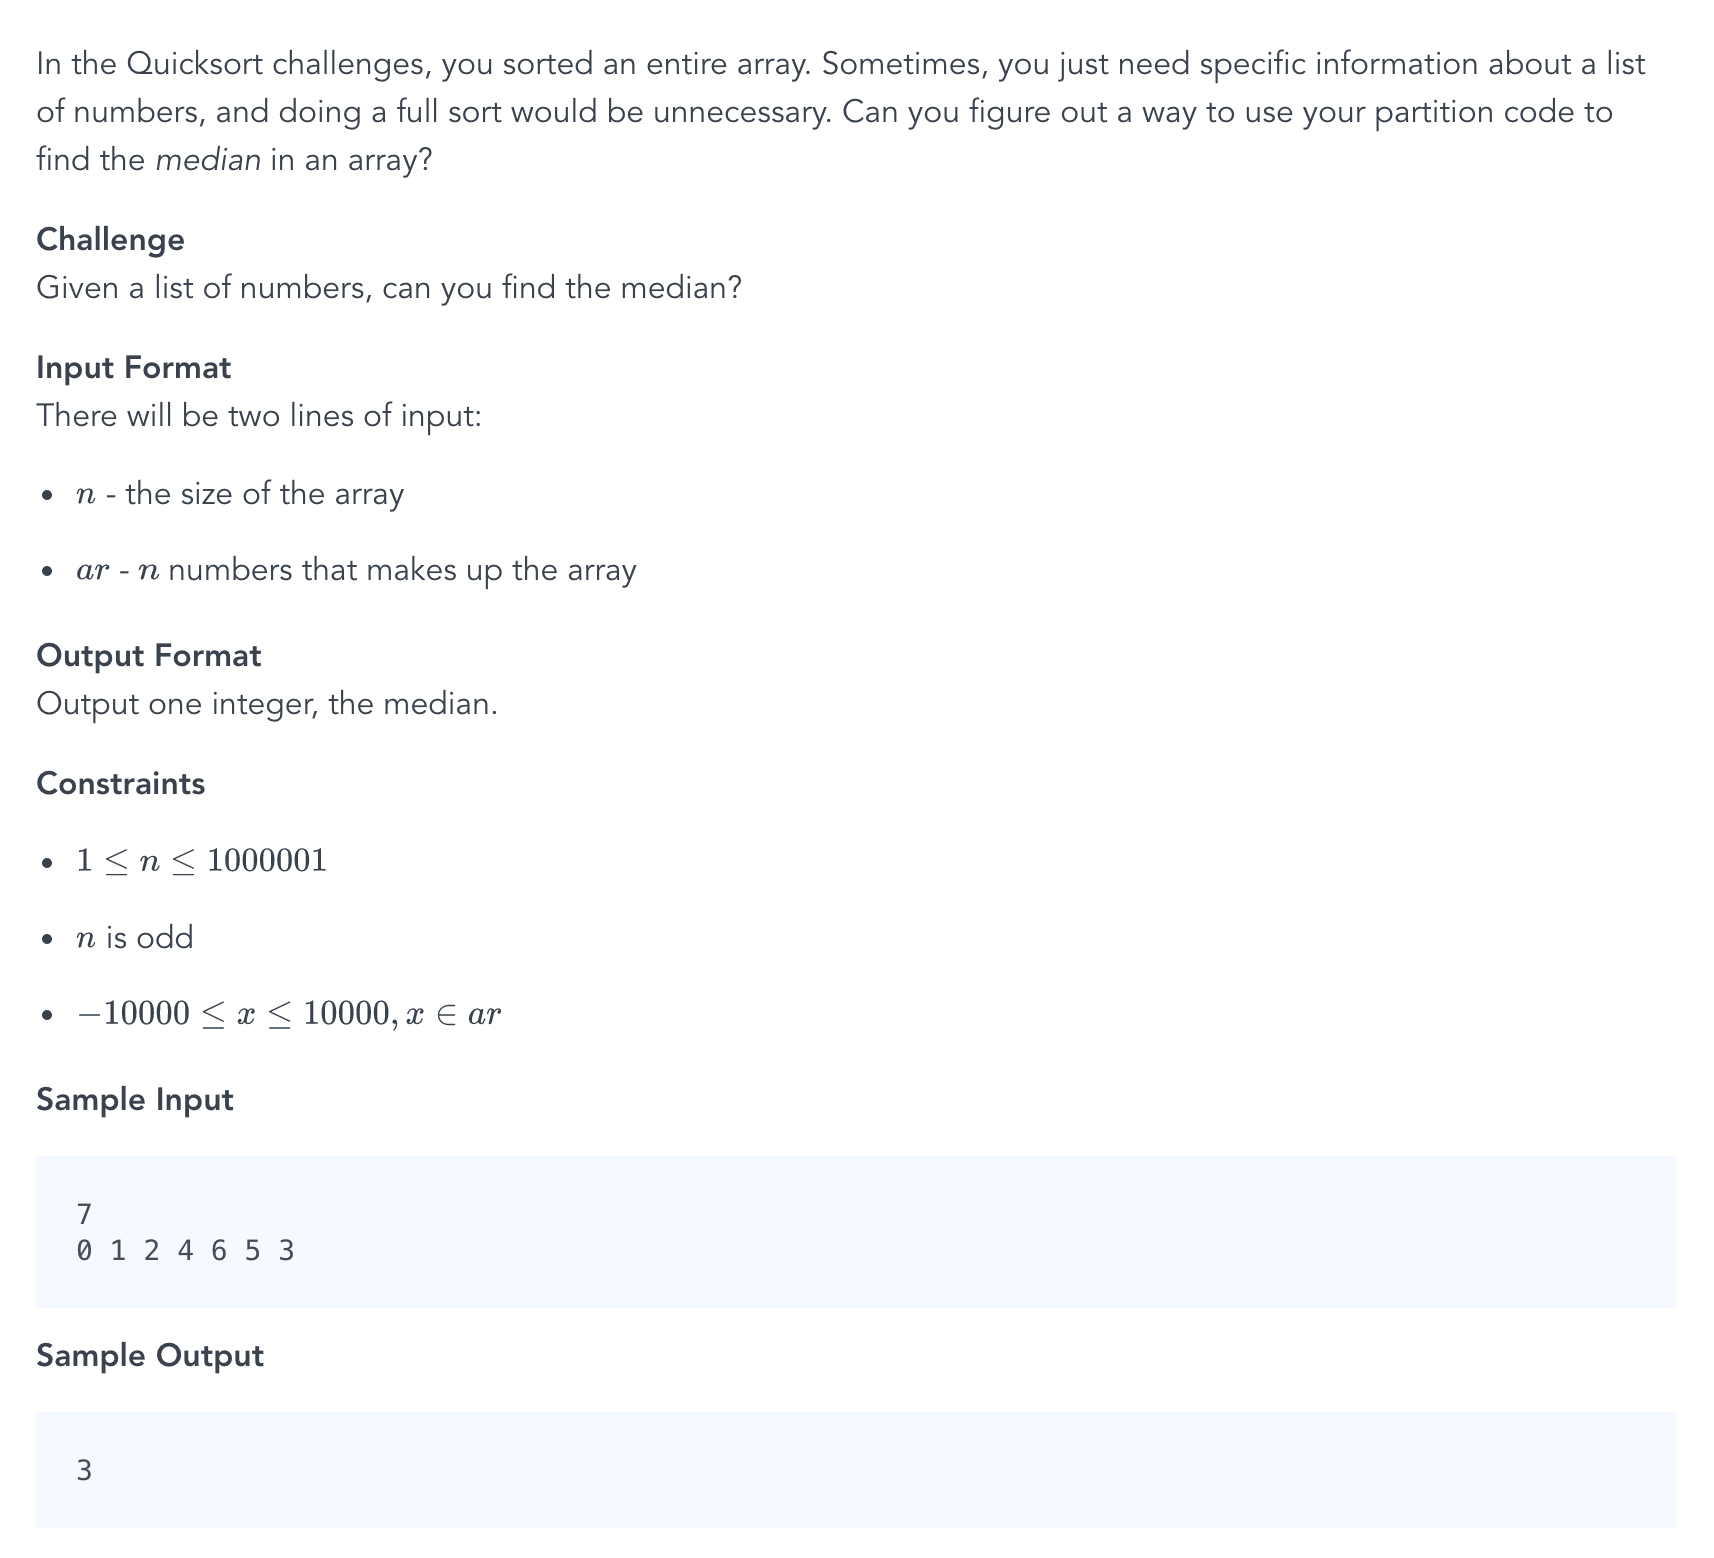 In the Quicksort challenges, you sorted an entire array. Sometimes, you just need specific information about a list
of numbers, and doing a full sort would be unnecessary. Can you figure out a way to use your partition code to
find the median in an array?
Challenge
Given a list of numbers, can you find the median?
Input Format
There will be two lines of input:
• n - the size of the array
• ar - n numbers that makes up the array
Output Format
Output one integer, the median.
Constraints
• 1 ≤ n ≤ 1000001
• n is odd
• −10000 ≤ x ≤ 10000, x ∈ ar
Sample Input
7
0 1 2 4 6 5 3
Sample Output
3